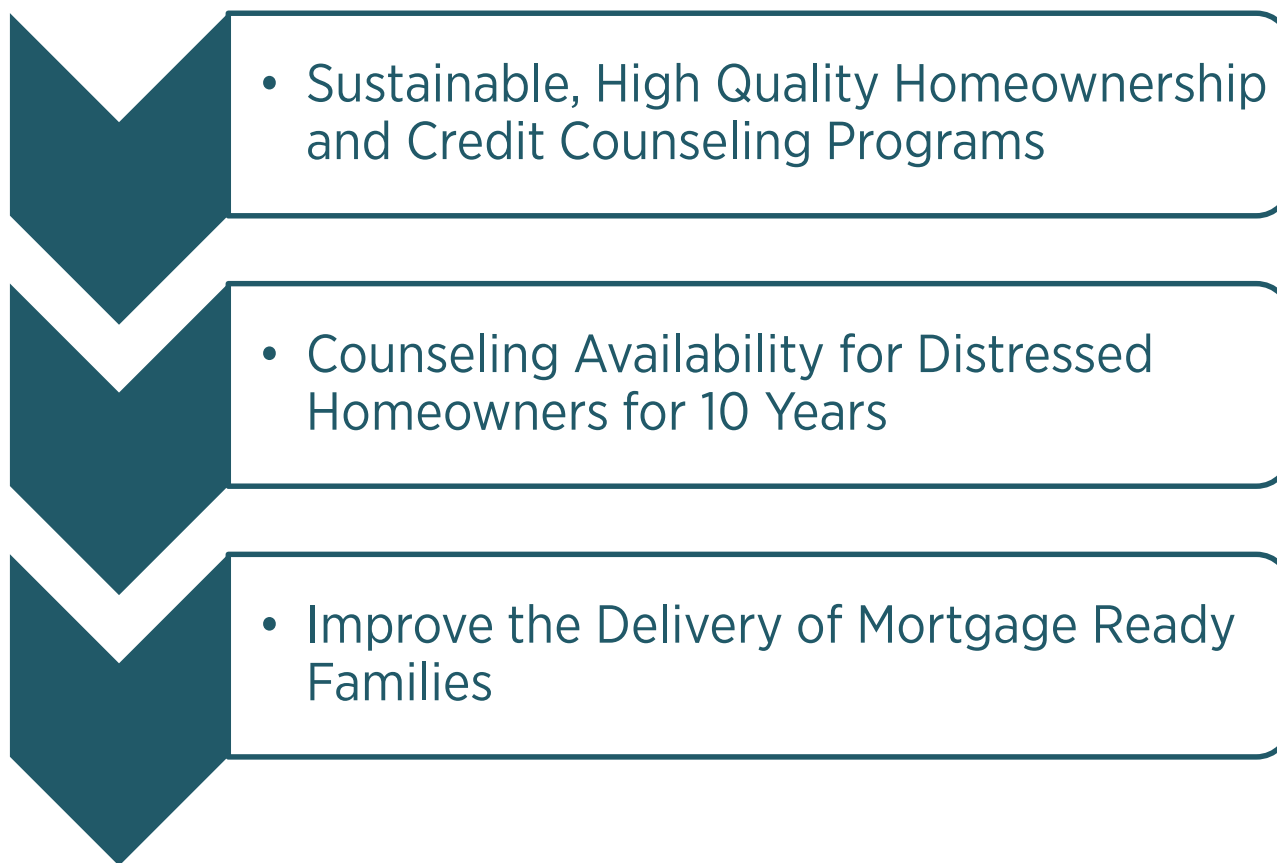 • Sustainable, High Quality Homeownership
and Credit Counseling Programs
• Counseling Availability for Distressed
Homeowners for 10 Years
• Improve the Delivery of Mortgage Ready
Families